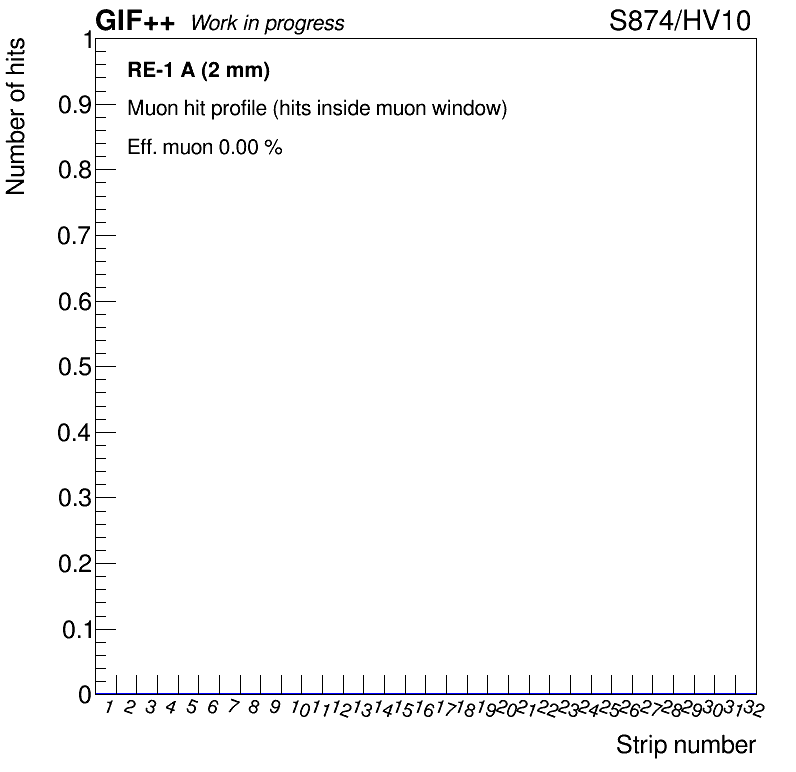 GIF++ Work in progress S874/HV10
Number of hits
RE-1 A (2 mm)
Muon hit profile (hits inside muon window)
Eff. muon 0.00 %
1
0.9
0.8
0.7
0.6
0.5
0.4
0.3
0.2
0.1
0
1 2 3 4 5 6 7 8 9 10 11 12 13 14 15 16 17 18 19 20 21 22 23 24 25 26 27 28 29 30 31 32
Strip number